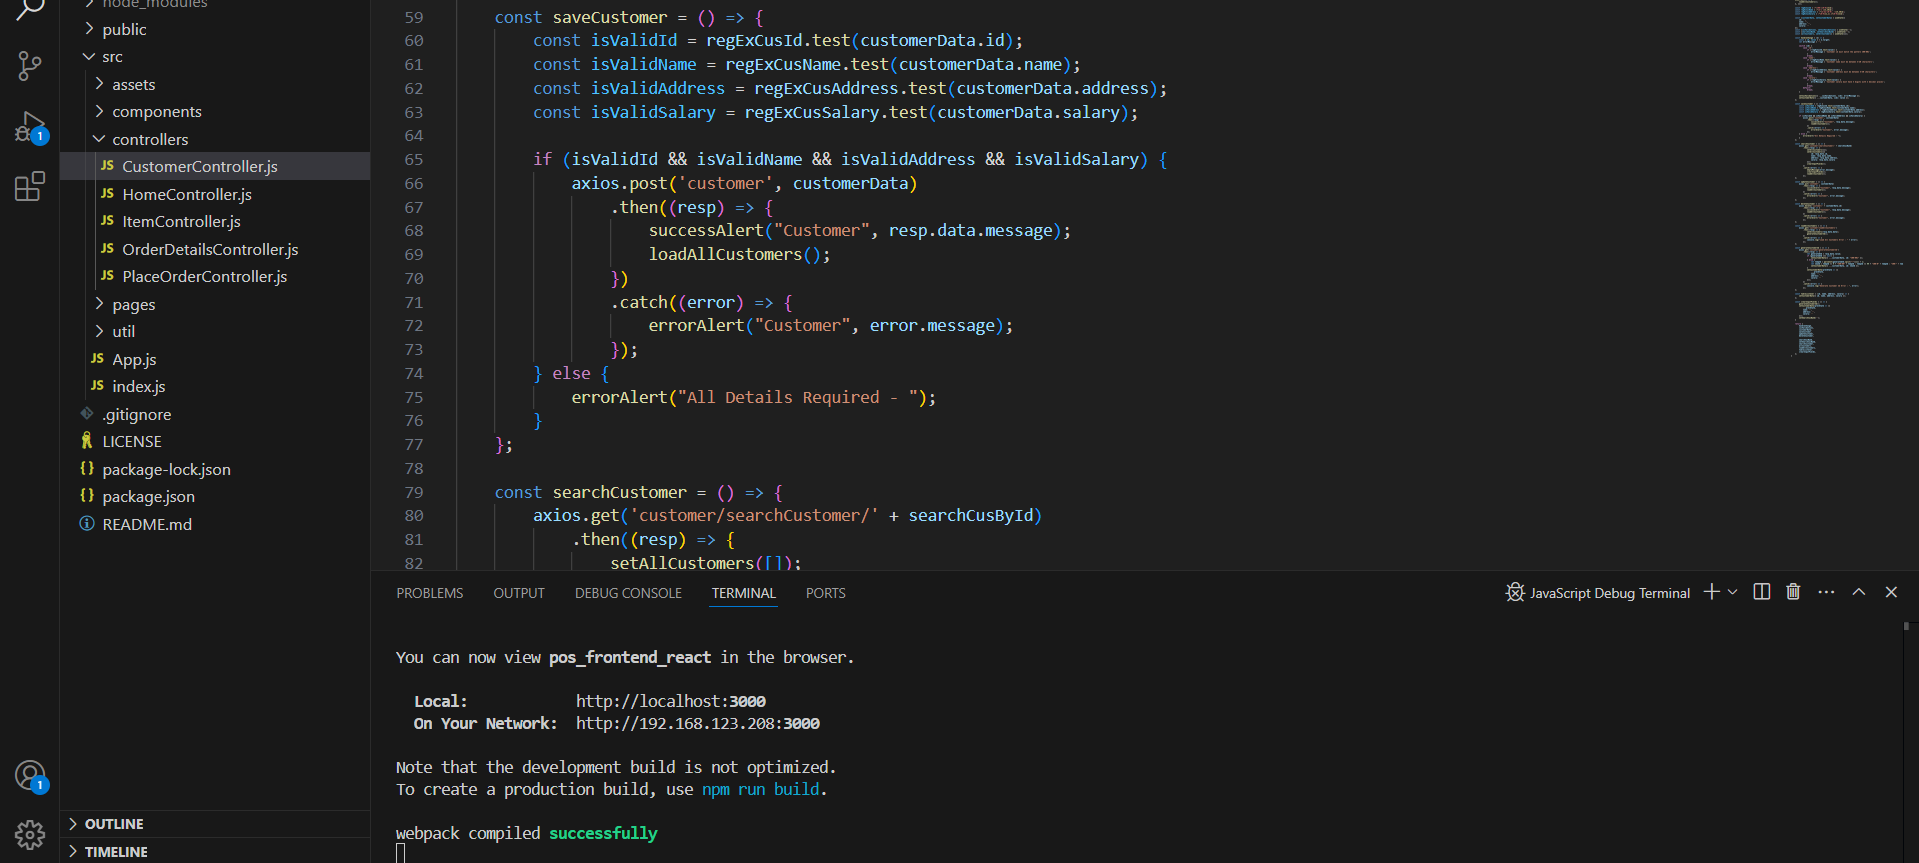 node_modules
public
src
assets
components
controllers
JS CustomerController.js
JS HomeController.js
JS ItemController.js
JS OrderDetailsController.js
JS PlaceOrderController.js
pages
util
JS App.js
JS index.js
.gitignore
LICENSE
{} package-lock.json
{} package.json
README.md
OUTLINE
TIMELINE
1
1
59 const saveCustomer = () => {
60 const isValidId = regExCusId.test(customerData.id);
61 const isValidName = regExCusName.test(customerData.name);
62 const isValidAddress = regExCusAddress.test(customerData.address);
63 const isValidSalary = regExCusSalary.test(customerData.salary);
64
65 if (isValidId && isValidName && isValidAddress && isValidSalary) {
66 axios.post('customer', customerData)
67 .then((resp) => {
68 successAlert("Customer", resp.data.message);
69 loadAllCustomers();
70 })
71 .catch((error) => {
72 errorAlert("Customer", error.message);
73 });
74 } else {
75 errorAlert("All Details Required - ");
76 }
77 };
78
79 const searchCustomer = () => {
80 axios.get('customer/searchCustomer/' + searchCusById)
81 .then((resp) => {
82 setAllCustomers([]);
PROBLEMS OUTPUT DEBUG CONSOLE TERMINAL PORTS
JavaScript Debug Terminal
You can now view pos_frontend_react in the browser.
Local: http://localhost:3000
On Your Network: http://192.168.123.208:3000
Note that the development build is not optimized.
To create a production build, use npm run build.
webpack compiled successfully